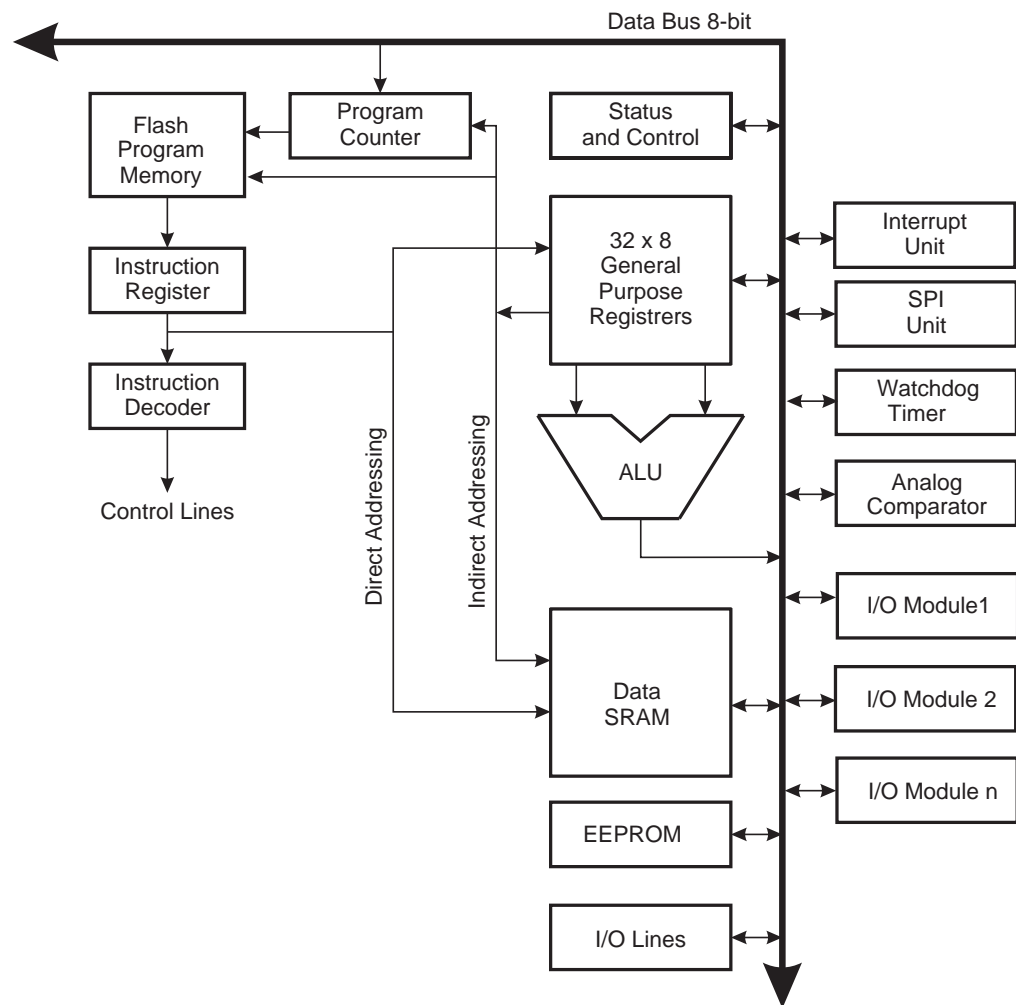 Data Bus 8-bit
Flash
Program
Memory
Program
Counter
Status
and Control
32 x 8
General
Purpose
Registrers
Interrupt
Unit
Instruction
Register
SPI
Unit
Instruction
Decoder
Watchdog
Timer
ALU
Analog
Comparator
Control Lines
Direct Addressing
Indirect Addressing
I/O Module1
Data
SRAM
I/O Module 2
I/O Module n
EEPROM
I/O Lines